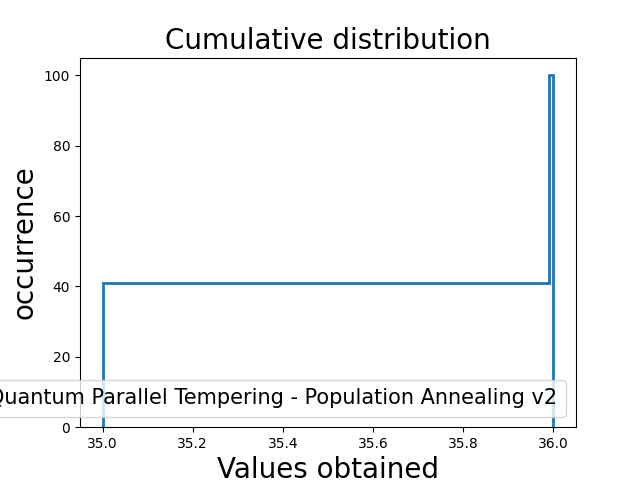 Cumulative distribution
occurrence
100
80
60
40
20
0
Quantum Parallel Tempering - Population Annealing v2
35.0 35.2 35.4 35.6 35.8 36.0
Values obtained